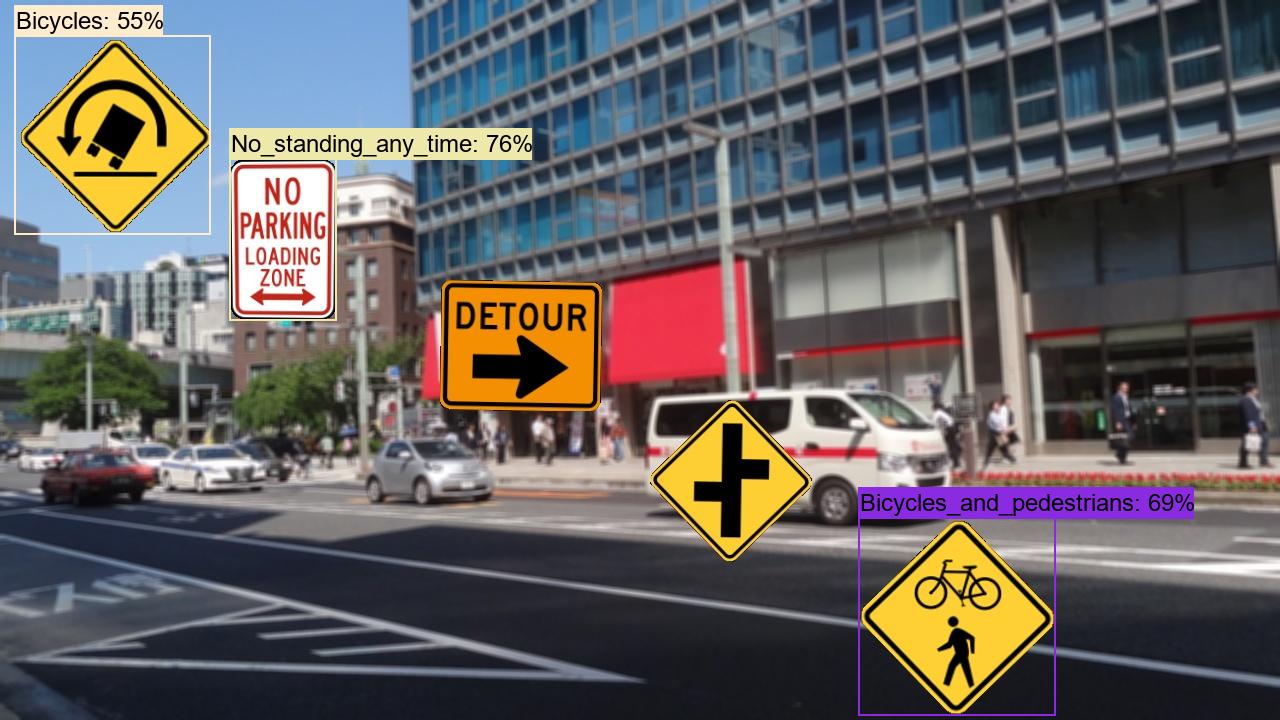 Bicycles: 55%
No_standing_any_time: 76%
NO
PARKING
LOADING
ZONE
DETOUR
Bicycles_and_pedestrians: 69%